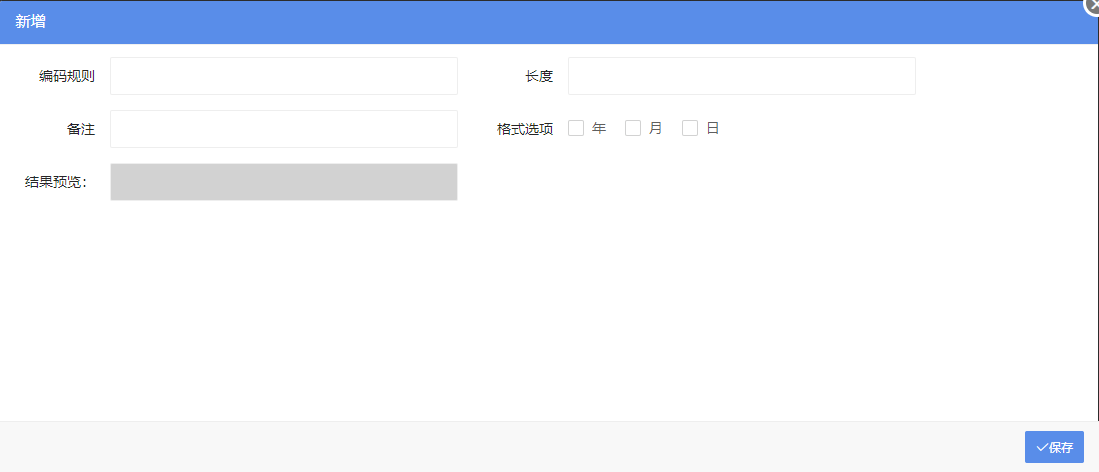 新增
编码规则 长度
备注 格式选项 年 月 日
结果预览：
保存